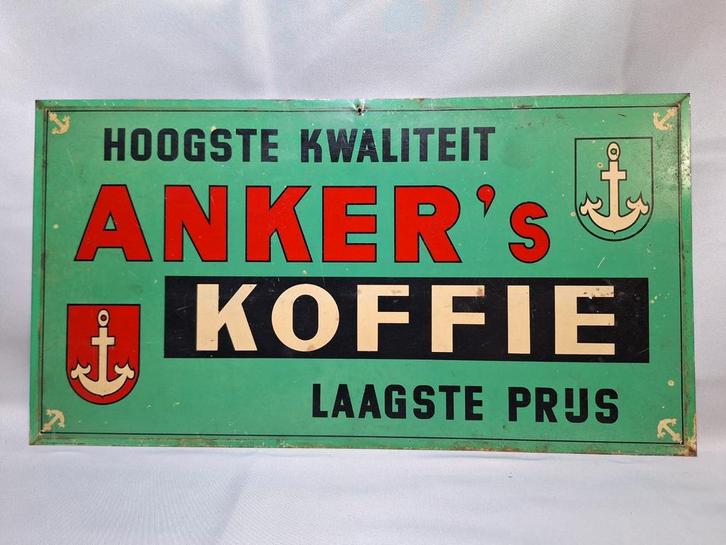 HOOGSTE KWALITEIT
ANKER's
KOFFIE
LAAGSTE PRIJS